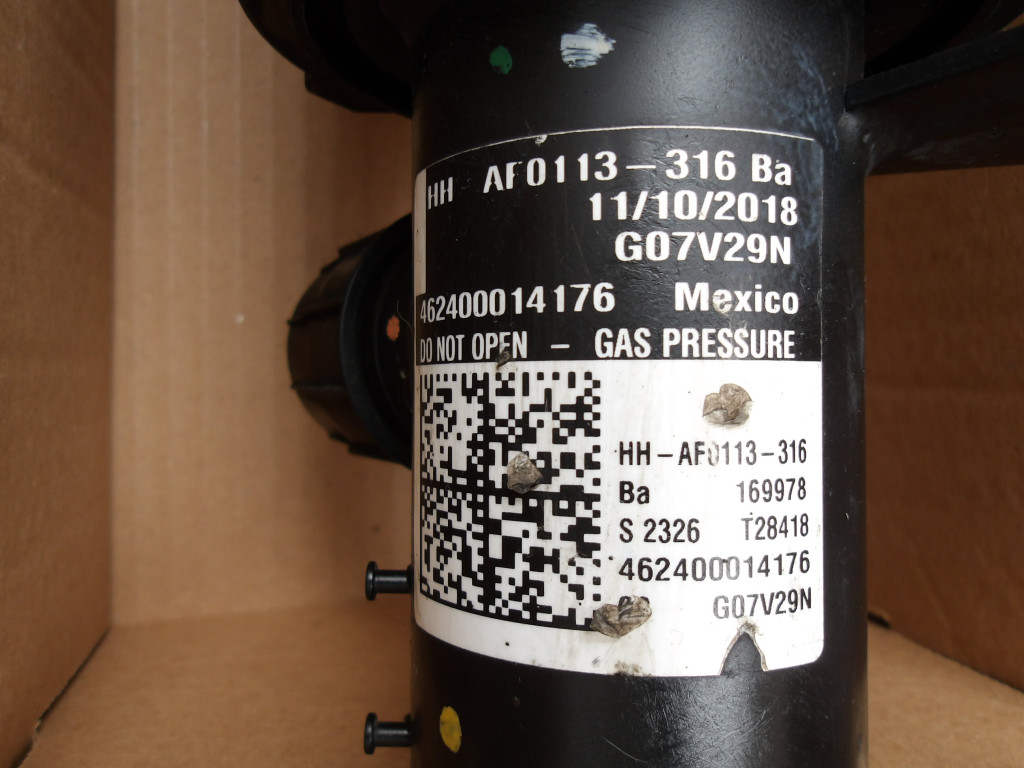 HH AF0113-316 Ba
11/10/2018
G07V29N
462400014176 Mexico
DO NOT OPEN - GAS PRESSURE
HH-AF0113-316
Ba 169978
S 2326 T28418
462400014176
G07V29N